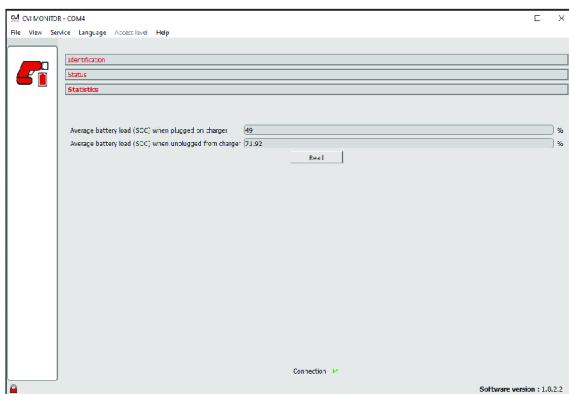 CVI MONITOR - COM4
File View Service Language Access level Help
Identification
Status
Statistics
Average battery load (SOC) when plugged on charger 49 %
Average battery load (SOC) when unplugged from charger 71.92 %
Read
Connection
Software version : 1.0.2.2